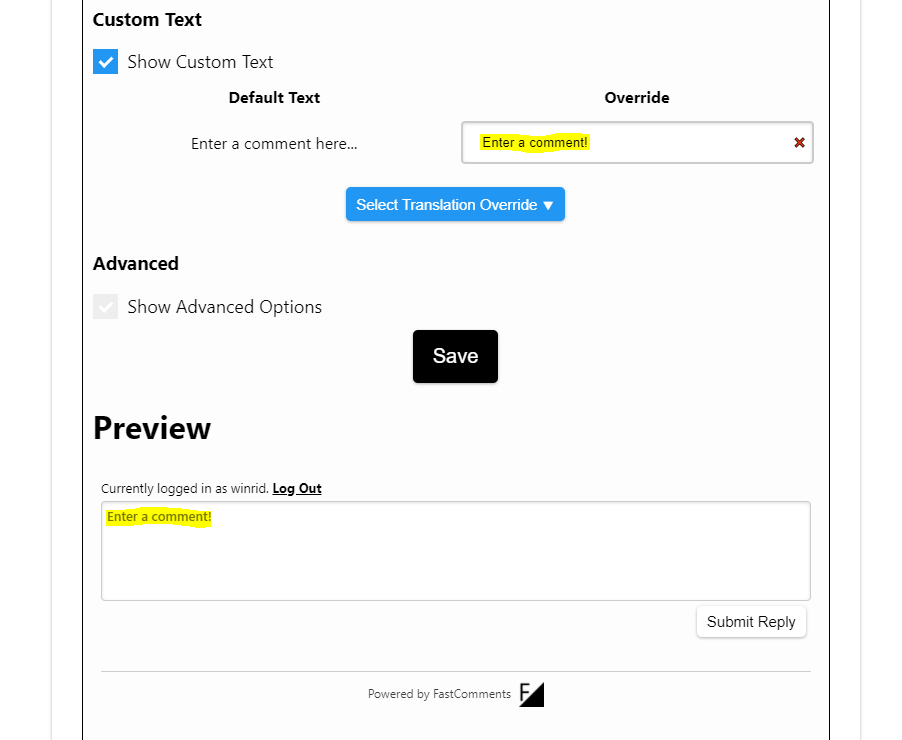 Custom Text
Show Custom Text
Default Text Override
Enter a comment here... Enter a comment!
Select Translation Override ▼
Advanced
Show Advanced Options
Save
Preview
Currently logged in as winrid. Log Out
Enter a comment!
Submit Reply
Powered by FastComments F